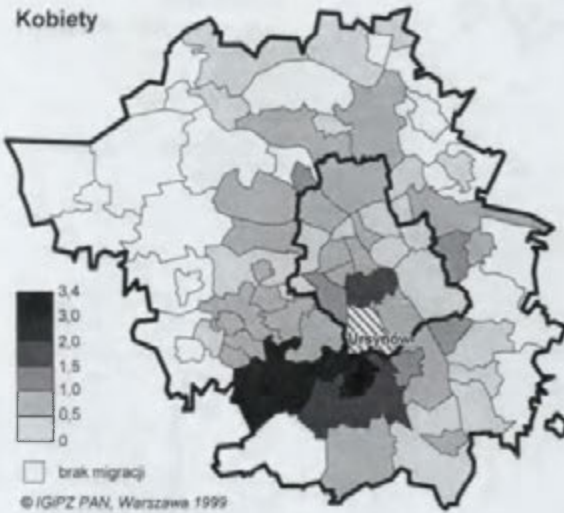 Kobiety
Ursynów
3,4
3,0
2,0
1,5
1,0
0,5
0
brak migracji
© IGiPZ PAN, Warszawa 1999